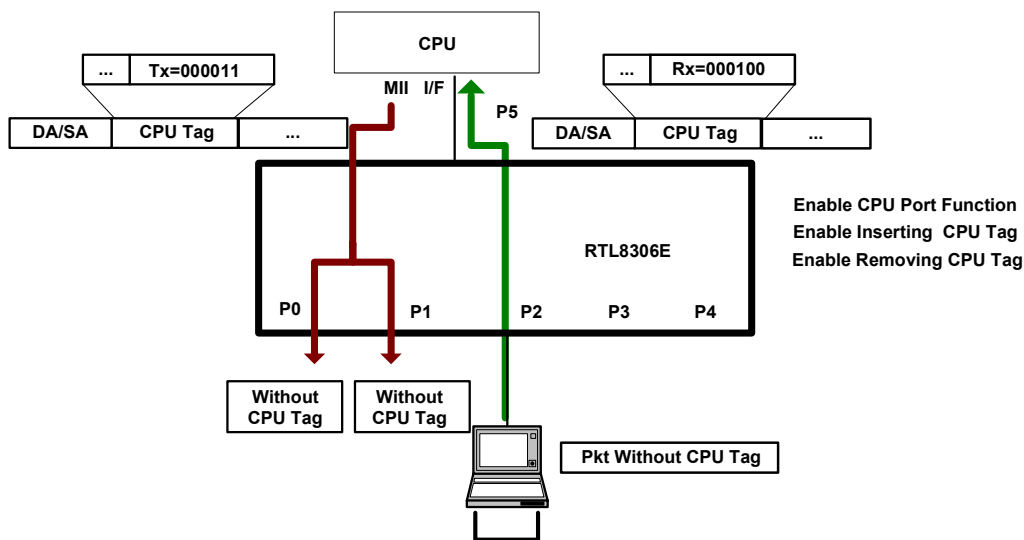 CPU
... Tx=000011
... Rx=000100
MII I/F
P5
DA/SA CPU Tag ...
DA/SA CPU Tag ...
Enable CPU Port Function
Enable Inserting CPU Tag
Enable Removing CPU Tag
RTL8306E
P0 P1 P2 P3 P4
Without
CPU Tag
Without
CPU Tag
Pkt Without CPU Tag